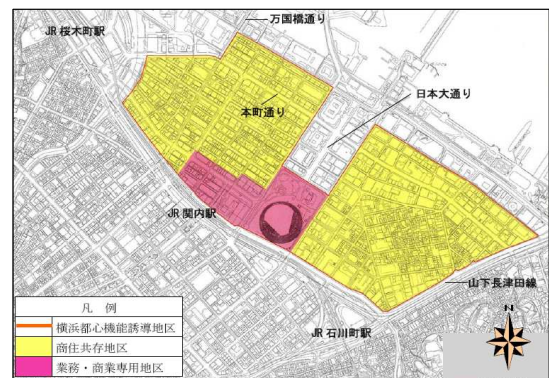 万国橋通り
JR 桜木町駅
日本大通り
本町通り
JR 関内駅
山下長津田線
JR 石川町駅
N
凡 例
横浜都心機能誘導地区
商住共存地区
業務・商業専用地区